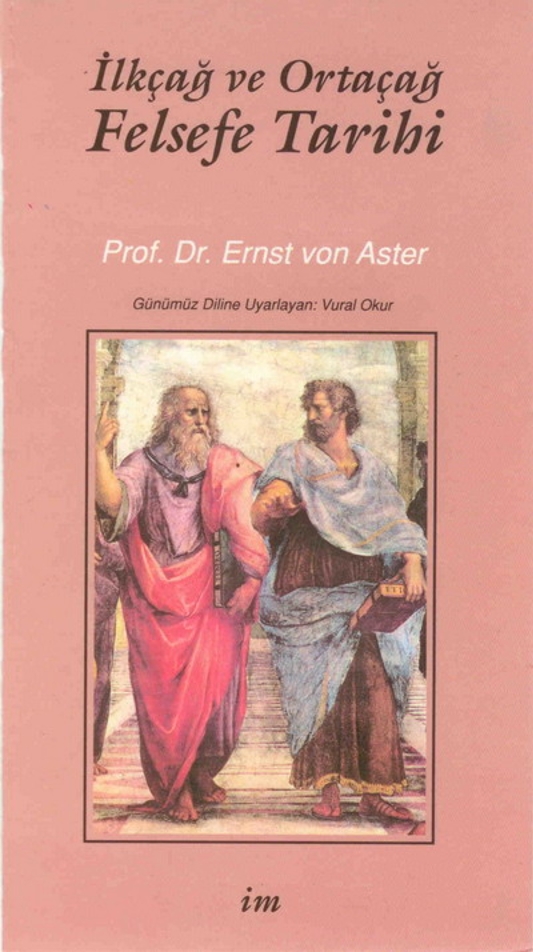 İlkçağ ve Ortaçağ
Felsefe Tarihi
Prof. Dr. Ernst von Aster
Günümüz Diline Uyarlayan: Vural Okur
im